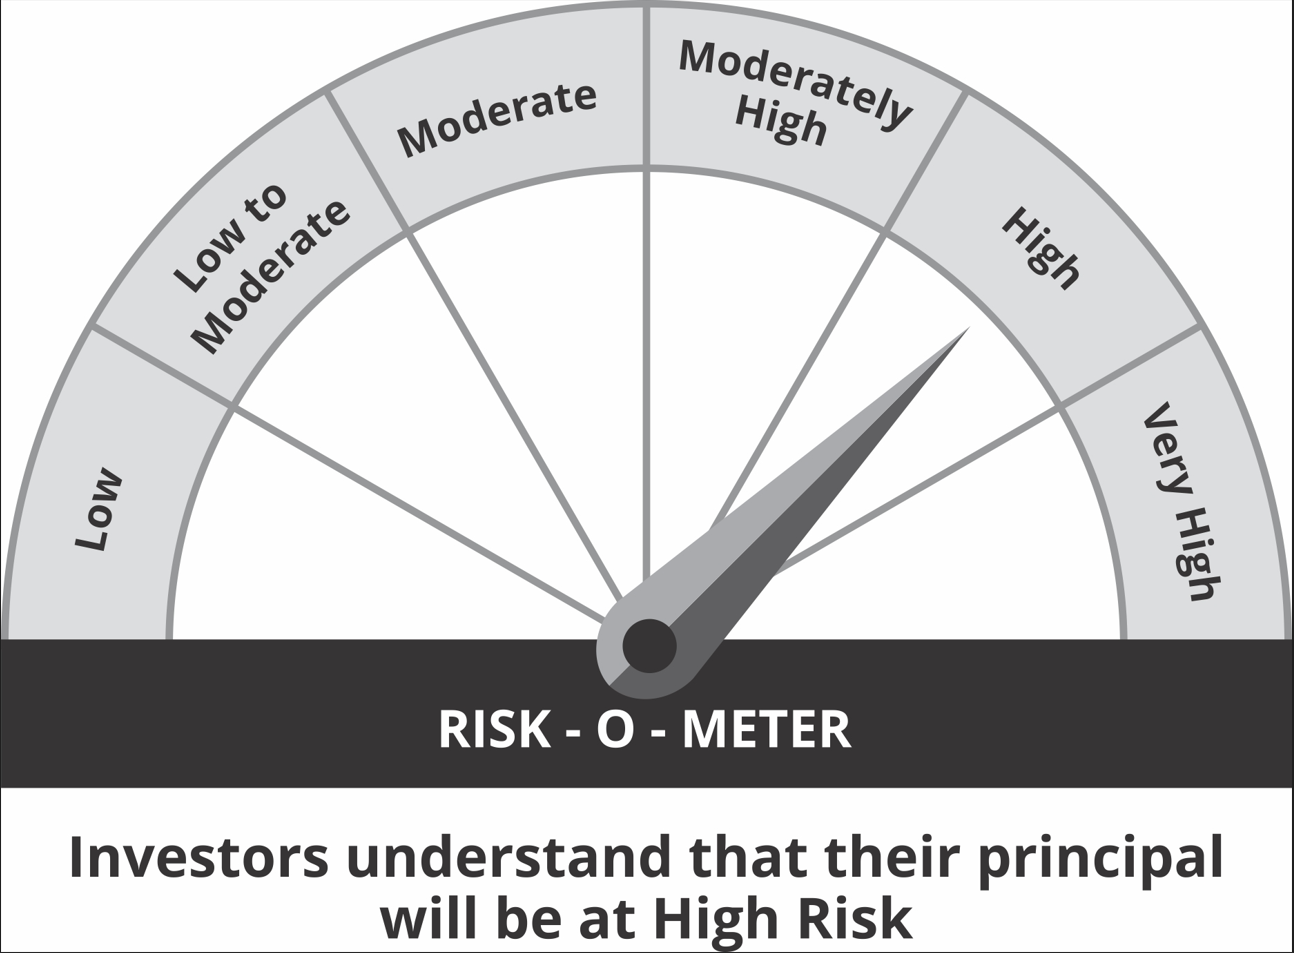 Low
Low to
Moderate
Moderate
Moderately
High
High
Very High
RISK - O - METER
Investors understand that their principal
will be at High Risk